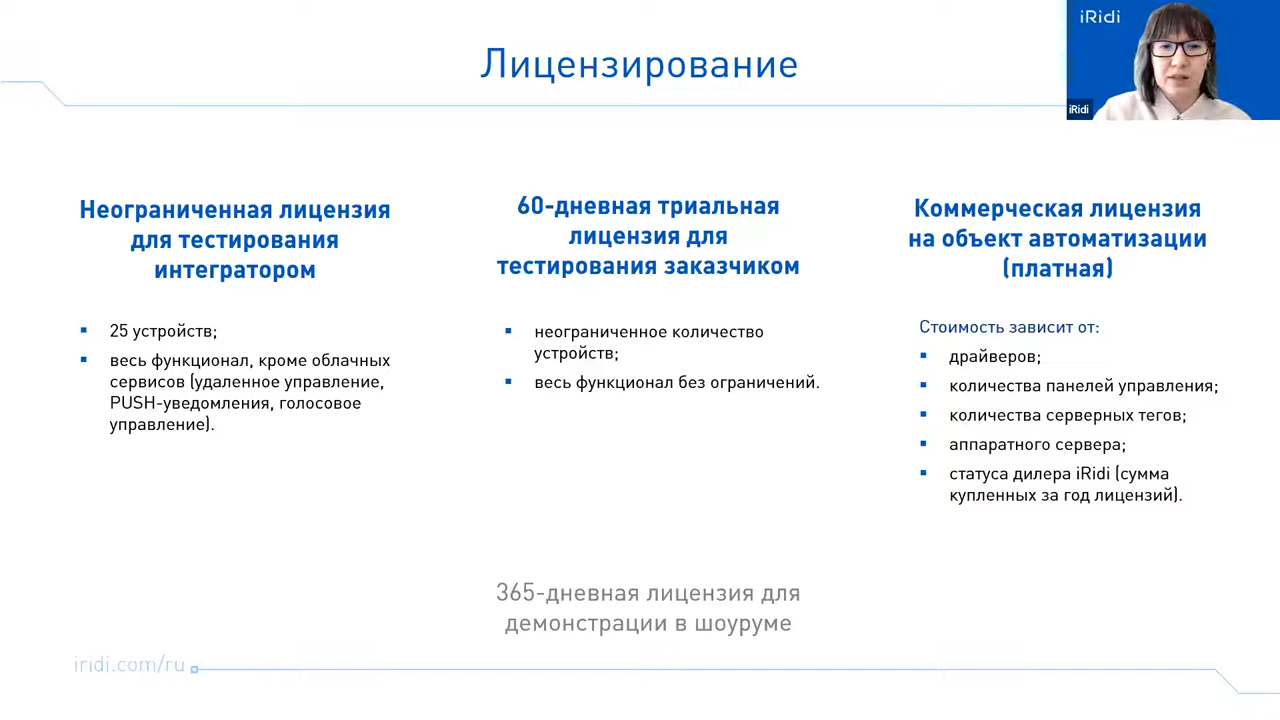 Лицензирование
iRidi
iRidi
Неограниченная лицензия
для тестирования
интегратором
25 устройств;
весь функционал, кроме облачных
сервисов (удаленное управление,
PUSH-уведомления, голосовое
управление).
60-дневная триальная
лицензия для
тестирования заказчиком
неограниченное количество
устройств;
весь функционал без ограничений.
Коммерческая лицензия
на объект автоматизации
(платная)
Стоимость зависит от:
драйверов;
количества панелей управления;
количества серверных тегов;
аппаратного сервера;
статуса дилера iRidi (сумма
купленных за год лицензий).
365-дневная лицензия для
демонстрации в шоуруме
iridi.com/ru